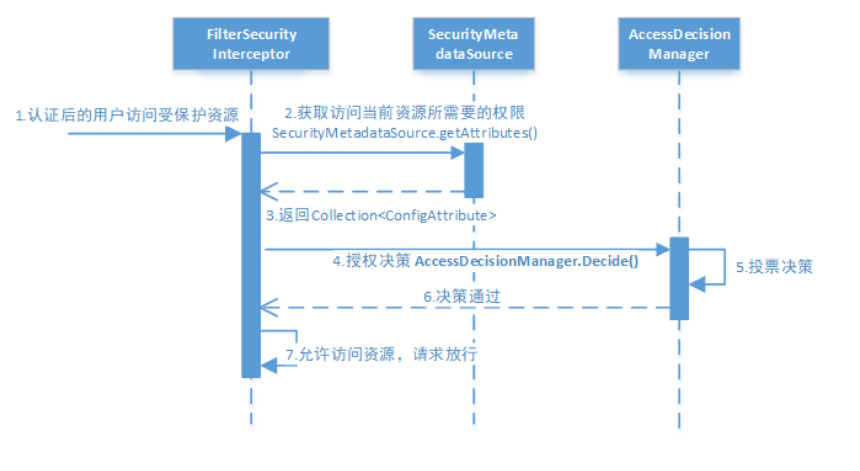 FilterSecurity
Interceptor
SecurityMeta
dataSource
AccessDecision
Manager
1.认证后的用户访问受保护资源
2.获取访问当前资源所需要的权限
SecurityMetadataSource.getAttributes()
3.返回Collection<ConfigAttribute>
4.授权决策 AccessDecisionManager.Decide()
5.投票决策
6.决策通过
7.允许访问资源，请求放行